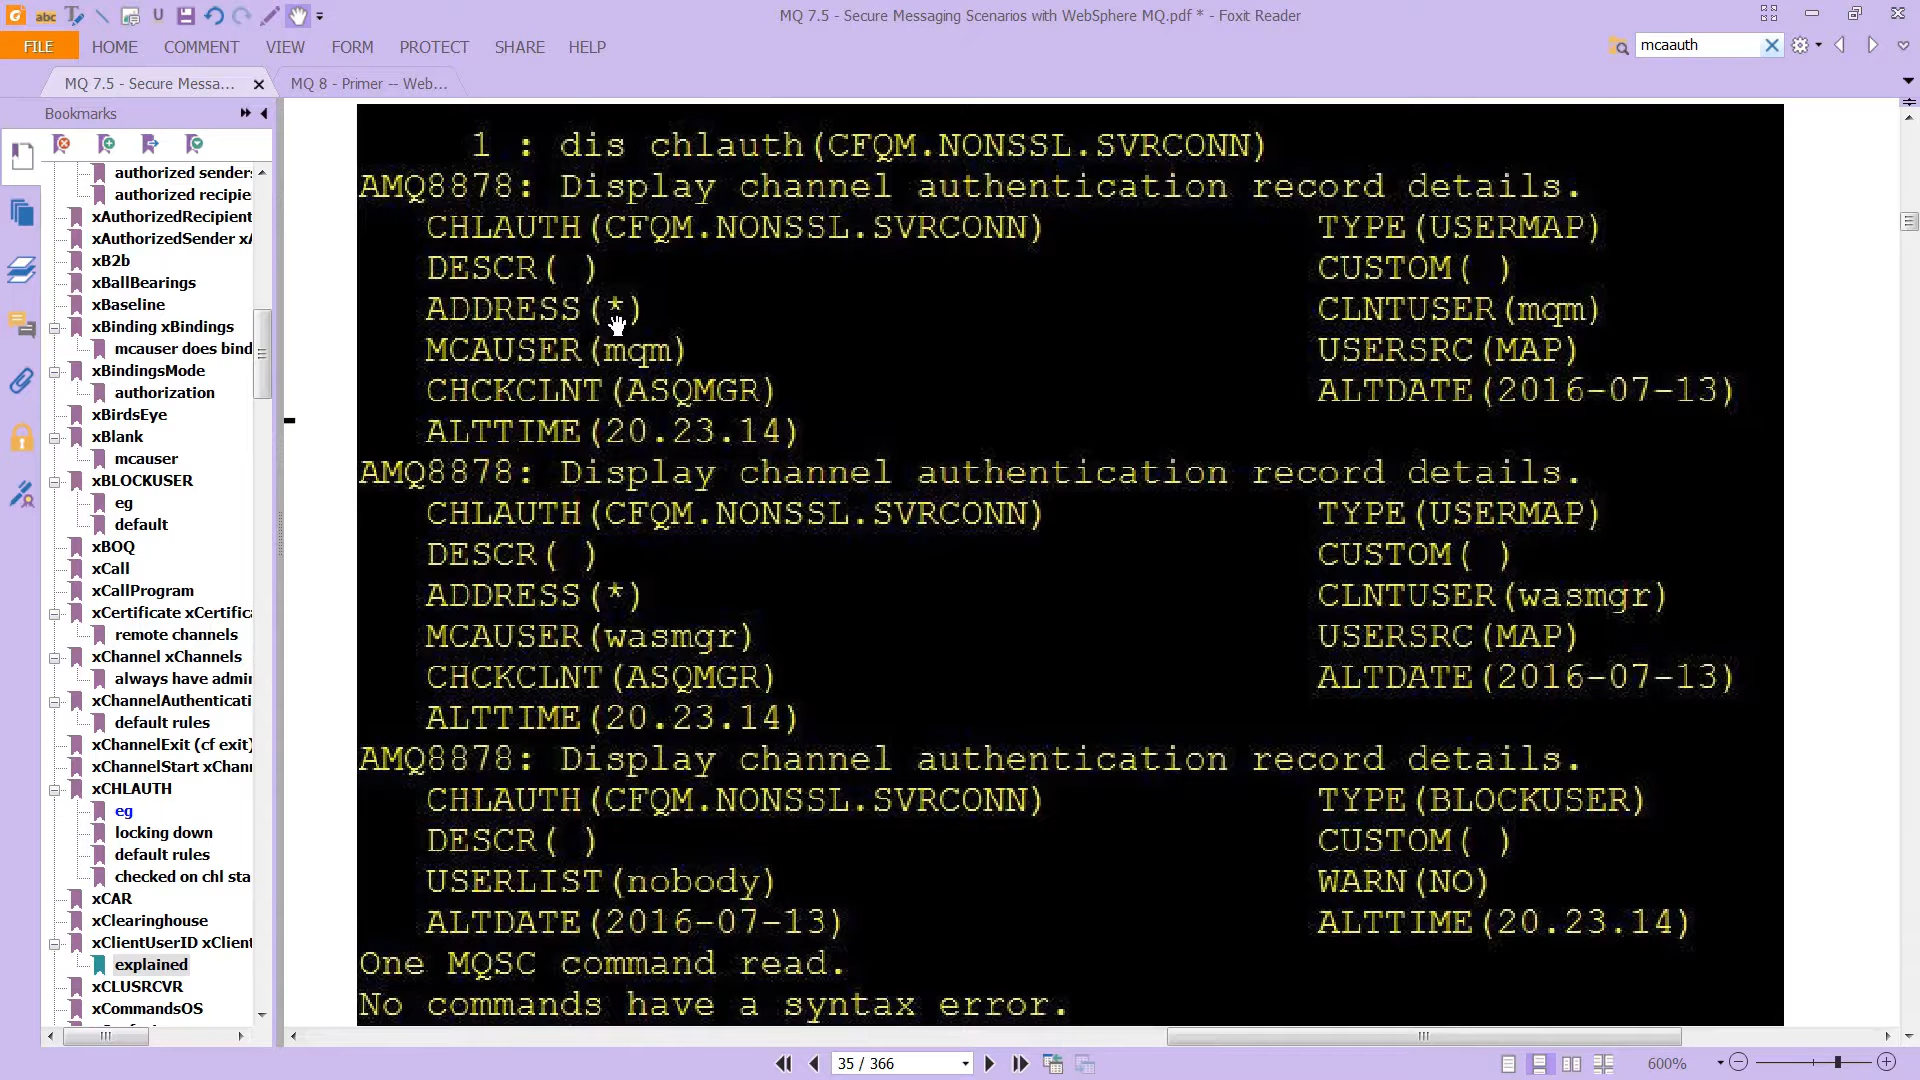 abc
MQ 7.5 - Secure Messaging Scenarios with WebSphere MQ.pdf * - Foxit Reader
FILE HOME COMMENT VIEW FORM PROTECT SHARE HELP
mcaauth
MQ 7.5 - Secure Messa...
MQ 8 - Primer -- Web...
Bookmarks
authorized senders
authorized recipie
xAuthorizedRecipient
xAuthorizedSender xA
xB2b
xBallBearings
xBaseline
xBinding xBindings
mcauser does bind
xBindingsMode
authorization
xBirdsEye
xBlank
mcauser
xBLOCKUSER
eg
default
xBOQ
xCall
xCallProgram
xCertificate xCertifica
remote channels
xChannel xChannels
always have admin
xChannelAuthenticati
default rules
xChannelExit (cf exit)
xChannelStart xChann
xCHLAUTH
eg
locking down
default rules
checked on chl sta
xCAR
xClearinghouse
xClientUserID xClient
explained
xCLUSRCVR
xCommandsOS
1 : dis chlauth(CFQM.NONSSL.SVRCONN)
AMQ8878: Display channel authentication record details.
CHLAUTH(CFQM.NONSSL.SVRCONN) TYPE(USERMAP)
DESCR( ) CUSTOM( )
ADDRESS(*) CLNTUSER(mqm)
MCAUSER(mqm) USERSRC(MAP)
CHCKCLNT(ASQMGR) ALTDATE(2016-07-13)
ALTTIME(20.23.14)
AMQ8878: Display channel authentication record details.
CHLAUTH(CFQM.NONSSL.SVRCONN) TYPE(USERMAP)
DESCR( ) CUSTOM( )
ADDRESS(*) CLNTUSER(wasmgr)
MCAUSER(wasmgr) USERSRC(MAP)
CHCKCLNT(ASQMGR) ALTDATE(2016-07-13)
ALTTIME(20.23.14)
AMQ8878: Display channel authentication record details.
CHLAUTH(CFQM.NONSSL.SVRCONN) TYPE(BLOCKUSER)
DESCR( ) CUSTOM( )
USERLIST(nobody) WARN(NO)
ALTDATE(2016-07-13) ALTTIME(20.23.14)
One MQSC command read.
No commands have a syntax error.
35 / 366
600%